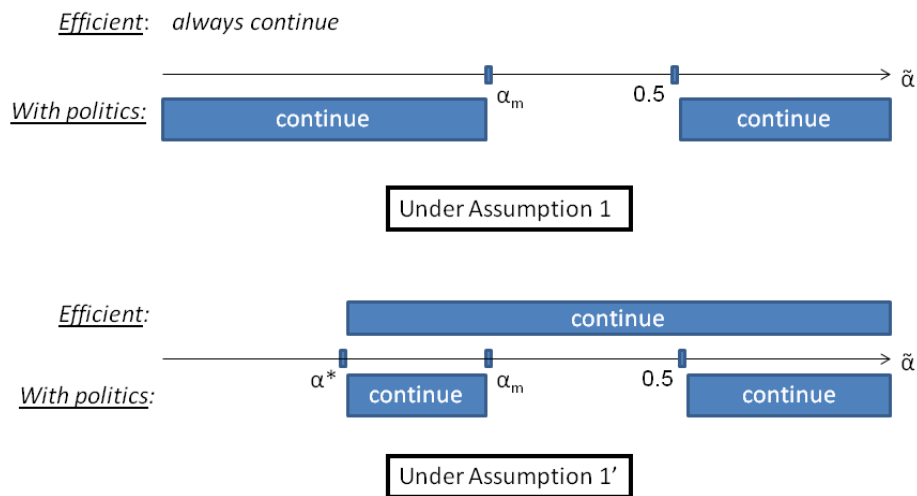 Efficient: always continue
α̃
αm 0.5
With politics: continue continue
Under Assumption 1
Efficient: continue
α̃
α* αm 0.5
With politics: continue continue
Under Assumption 1’